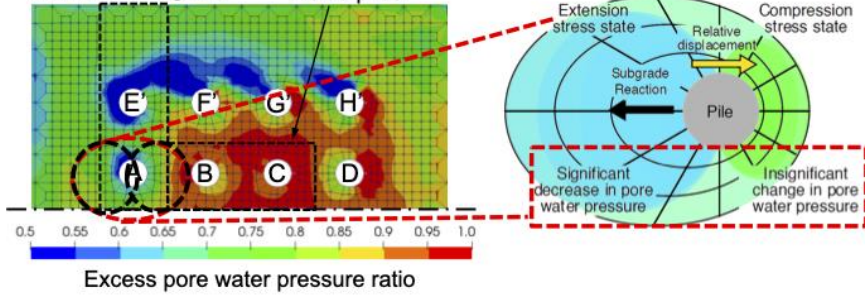 E' F' G' H'
A B C D
0.5 0.55 0.6 0.65 0.7 0.75 0.8 0.85 0.9 0.95 1.0
Excess pore water pressure ratio
Extension
stress state
Compression
stress state
Relative
displacement
Subgrade
Reaction
Pile
Significant
decrease in pore
water pressure
Insignificant
change in pore
water pressure